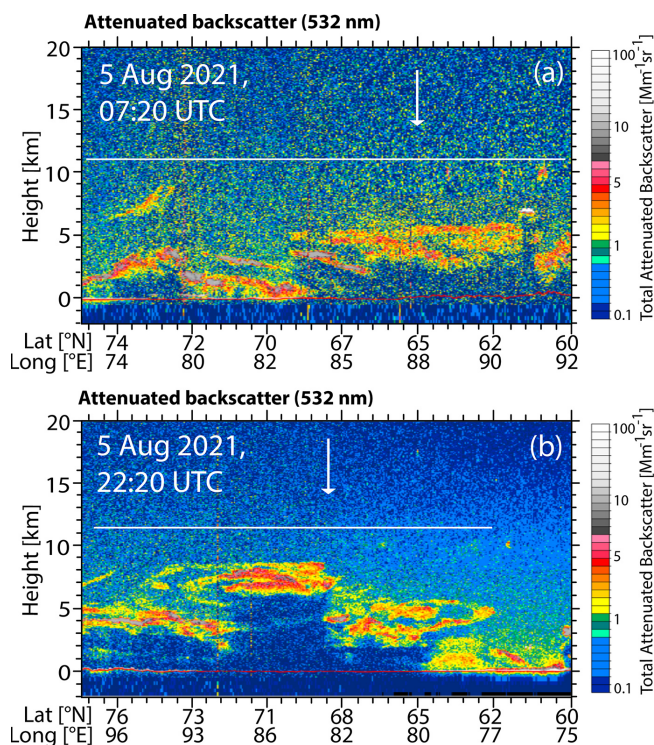 Attenuated backscatter (532 nm)
20
15
10
5
0
Height [km]
5 Aug 2021,
07:20 UTC
(a)
100
10
5
1
0.1
Total Attenuated Backscatter [Mm⁻¹sr⁻¹]
Lat [°N] 74 72 70 67 65 62 60
Long [°E] 74 80 82 85 88 90 92
Attenuated backscatter (532 nm)
20
15
10
5
0
Height [km]
5 Aug 2021,
22:20 UTC
(b)
100
10
5
1
0.1
Total Attenuated Backscatter [Mm⁻¹sr⁻¹]
Lat [°N] 76 73 71 68 65 62 60
Long [°E] 96 93 86 82 80 77 75